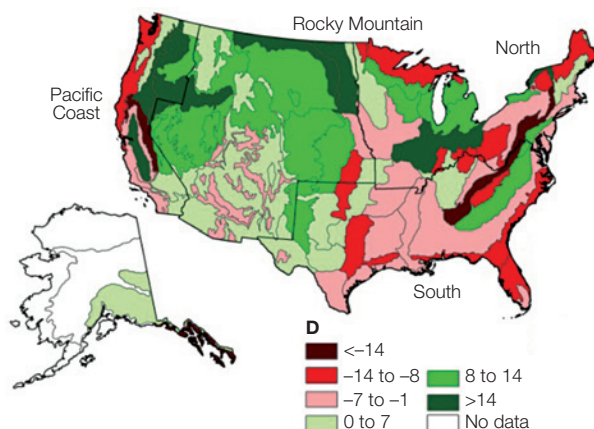 Rocky Mountain
North
Pacific
Coast
South
D
<–14
–14 to –8
–7 to –1
0 to 7
8 to 14
>14
No data